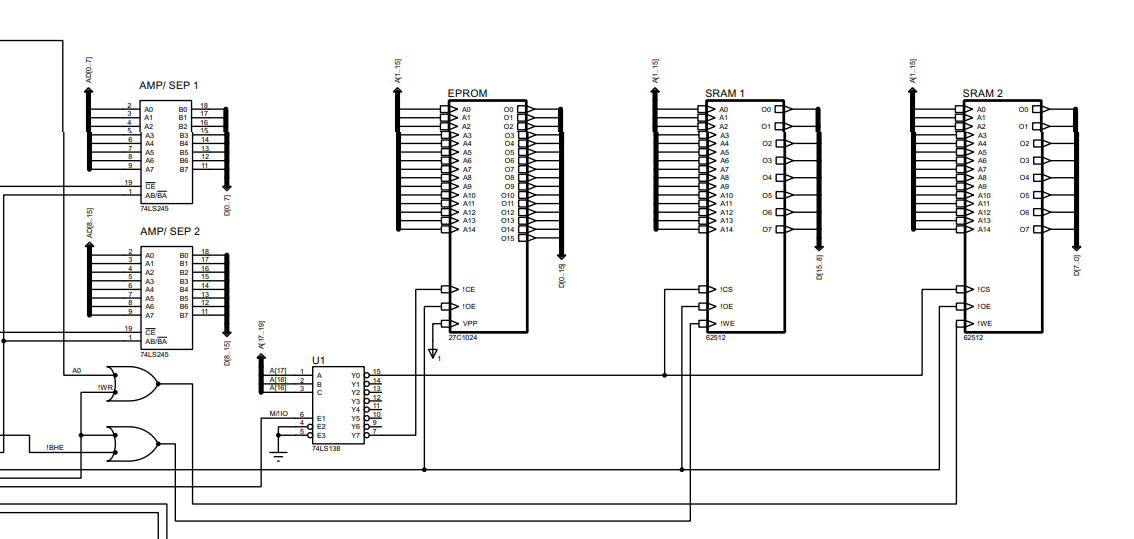 AD[0..7]
AMP/ SEP 1
2 A0 B0 18
3 A1 B1 17
4 A2 B2 16
5 A3 B3 15
6 A4 B4 14
7 A5 B5 13
8 A6 B6 12
9 A7 B7 11
19 CE
1 AB/BA
74LS245
D[0..7]
AD[8..15]
AMP/ SEP 2
2 A0 B0 18
3 A1 B1 17
4 A2 B2 16
5 A3 B3 15
6 A4 B4 14
7 A5 B5 13
8 A6 B6 12
9 A7 B7 11
19 CE
1 AB/BA
74LS245
D[8..15]
A0
!WR
!BHE
A[17..19]
U1
A[17] 1 A Y0 15
A[18] 2 B Y1 14
A[16] 3 C Y2 13
Y3 12
Y4 11
M/!IO 6 E1 Y5 10
4 E2 Y6 9
5 E3 Y7 7
74LS138
A[1..15]
EPROM
A0 O0
A1 O1
A2 O2
A3 O3
A4 O4
A5 O5
A6 O6
A7 O7
A8 O8
A9 O9
A10 O10
A11 O11
A12 O12
A13 O13
A14 O14
O15
D[0..15]
!CE
!OE
VPP
27C1024
1
A[1..15]
SRAM 1
A0 O0
A1
A2 O1
A3
A4 O2
A5
A6 O3
A7
A8 O4
A9
A10 O5
A11
A12 O6
A13
A14 O7
D[15..8]
!CS
!OE
!WE
62512
A[1..15]
SRAM 2
A0 O0
A1
A2 O1
A3
A4 O2
A5
A6 O3
A7
A8 O4
A9
A10 O5
A11
A12 O6
A13
A14 O7
D[7..0]
!CS
!OE
!WE
62512